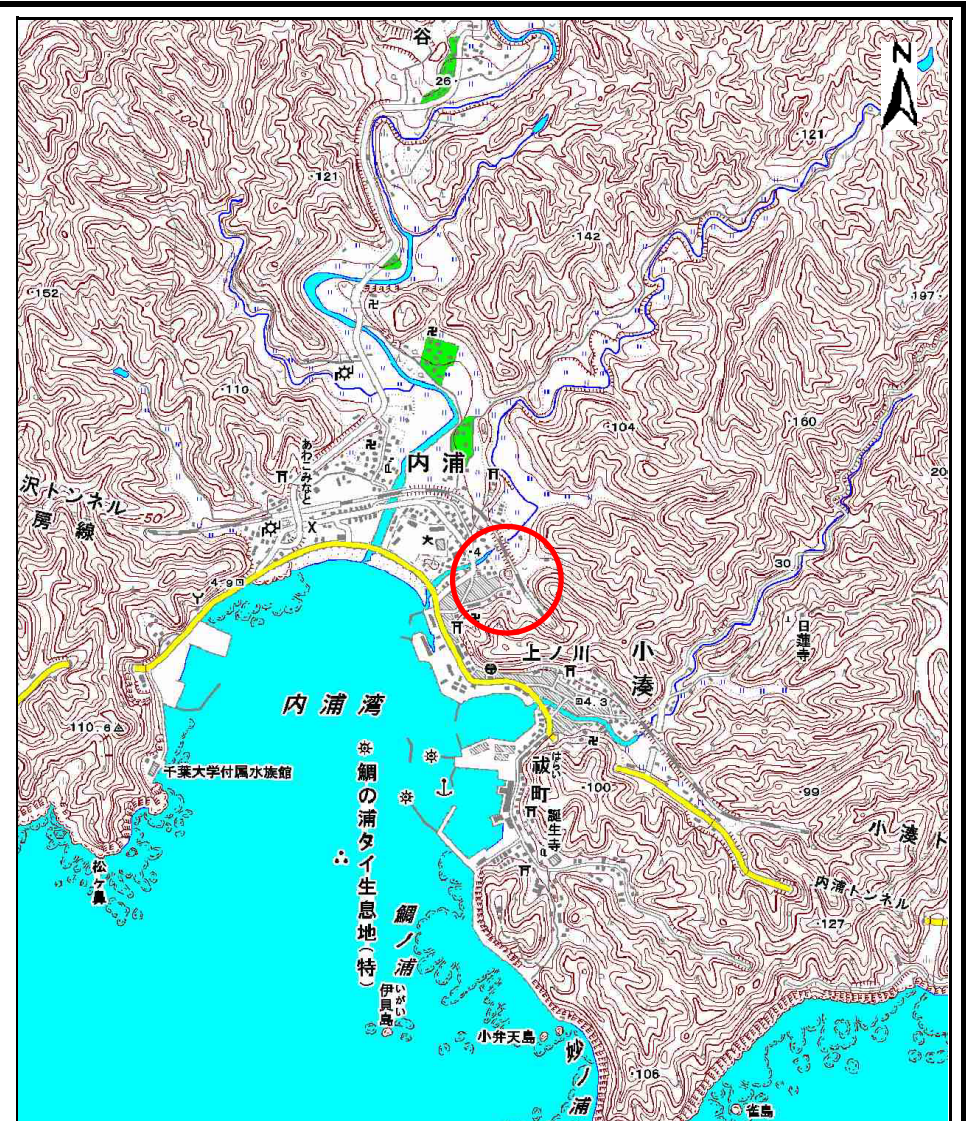 谷
N
26
121
121
142
152
197
110
104
160
20
あわこみなと
内浦
沢トンネル
房線
50
X
大
4
4.9
30
日蓮寺
上ノ川
小湊
4.3
内浦湾
110.6
千葉大学付属水族館
鯛の浦タイ生息地(特)
祓町
はらい
100
誕生寺
99
小湊ト
内浦トンネル
127
松ヶ鼻
鯛ノ浦
伊貝島
いがい
小弁天島
妙ノ浦
106
雀島